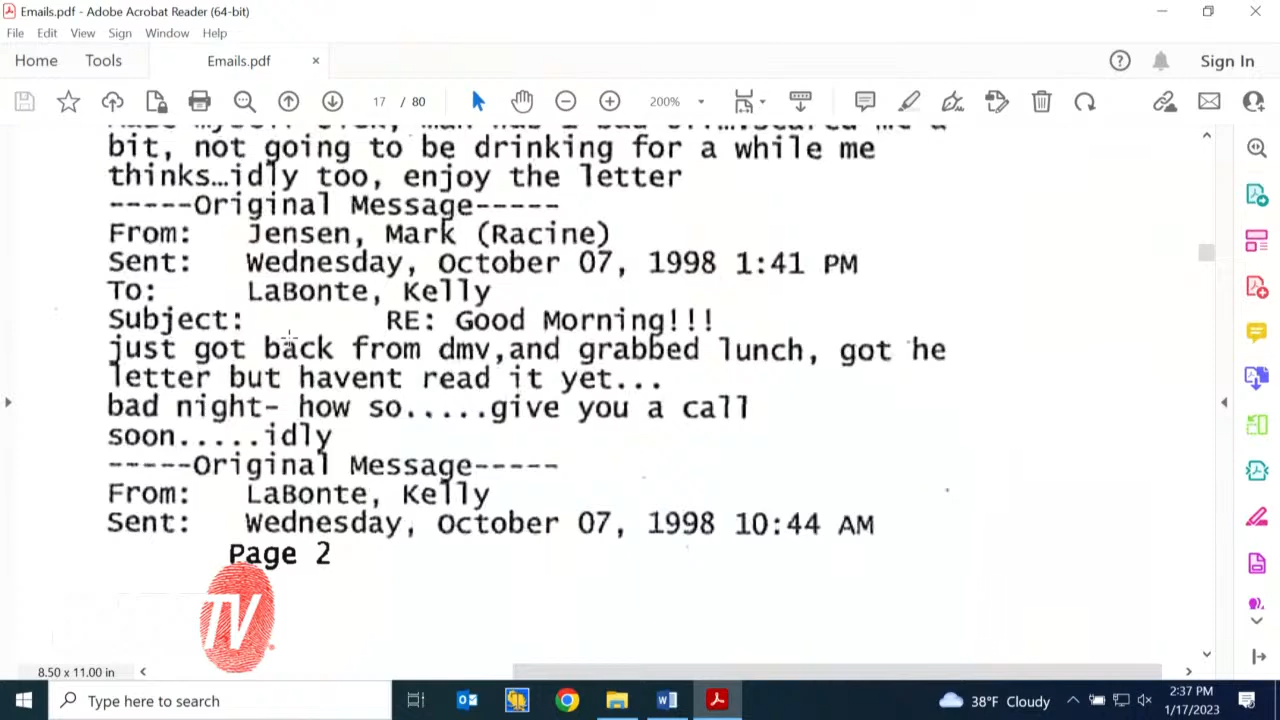 Emails.pdf - Adobe Acrobat Reader (64-bit)
File Edit View Sign Window Help
Home Tools Emails.pdf × Sign In
17 / 80 200%
bit, not going to be drinking for a while me
thinks…idly too, enjoy the letter
-----Original Message-----
From: Jensen, Mark (Racine)
Sent: Wednesday, October 07, 1998 1:41 PM
To: LaBonte, Kelly
Subject: RE: Good Morning!!!
just got back from dmv,and grabbed lunch, got he
letter but havent read it yet...
bad night- how so.....give you a call
soon.....idly
-----Original Message-----
From: LaBonte, Kelly
Sent: Wednesday, October 07, 1998 10:44 AM
Page 2
TV
8.50 x 11.00 in
Type here to search
38°F Cloudy
2:37 PM
1/17/2023